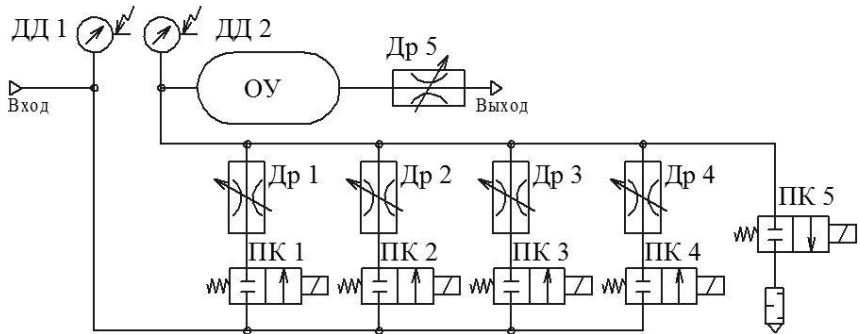 ДД 1
ДД 2
Др 5
ОУ
Вход
Выход
Др 1
Др 2
Др 3
Др 4
ПК 5
ПК 1
ПК 2
ПК 3
ПК 4